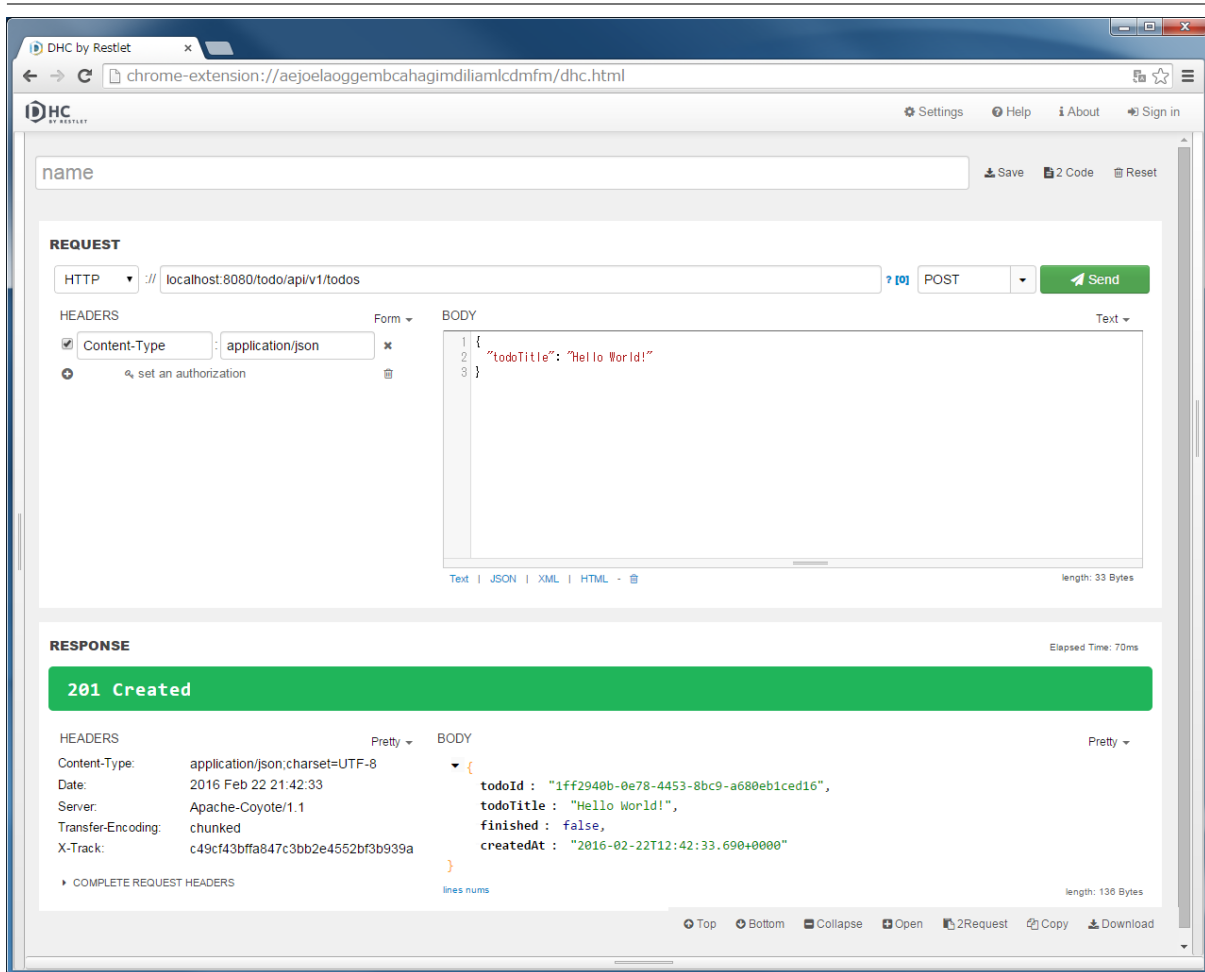 DHC by Restlet
chrome-extension://aejoelaoggembcahagimdiliamlcdmfm/dhc.html
DHC BY RESTLET Settings Help About Sign in
name Save 2 Code Reset
REQUEST
HTTP :// localhost:8080/todo/api/v1/todos ? [0] POST Send
HEADERS Form BODY Text
Content-Type : application/json
set an authorization
1 {
2 "todoTitle": "Hello World!"
3 }
Text | JSON | XML | HTML - length: 33 Bytes
RESPONSE Elapsed Time: 70ms
201 Created
HEADERS Pretty BODY Pretty
Content-Type: application/json;charset=UTF-8
Date: 2016 Feb 22 21:42:33
Server: Apache-Coyote/1.1
Transfer-Encoding: chunked
X-Track: c49cf43bffa847c3bb2e4552bf3b939a
COMPLETE REQUEST HEADERS
{
todoId : "1ff2940b-0e78-4453-8bc9-a680eb1ced16",
todoTitle : "Hello World!",
finished : false,
createdAt : "2016-02-22T12:42:33.690+0000"
}
lines nums length: 136 Bytes
Top Bottom Collapse Open 2Request Copy Download